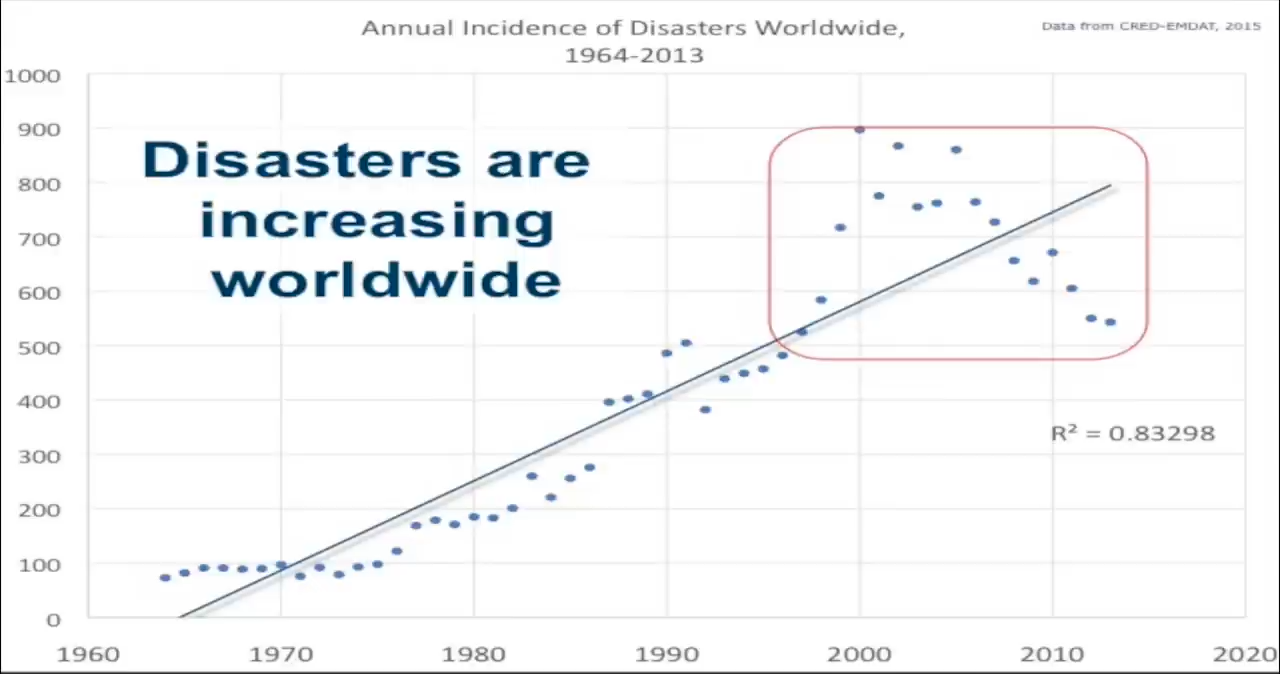 Annual Incidence of Disasters Worldwide,
1964-2013
Data from CRED-EMDAT, 2015
1000
900
800
700
600
500
400
300
200
100
0
Disasters are
increasing
worldwide
R² = 0.83298
1960 1970 1980 1990 2000 2010 2020